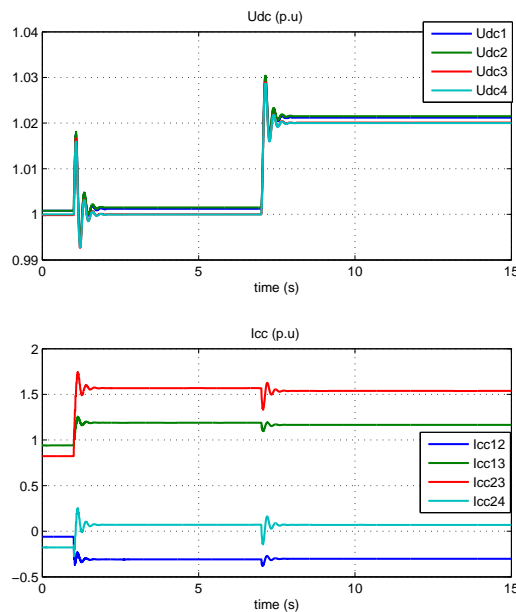 Udc (p.u)
1.04
1.03
1.02
1.01
1
0.99
0
5
10
15
time (s)
Udc1
Udc2
Udc3
Udc4
Icc (p.u)
2
1.5
1
0.5
0
−0.5
0
5
10
15
time (s)
Icc12
Icc13
Icc23
Icc24